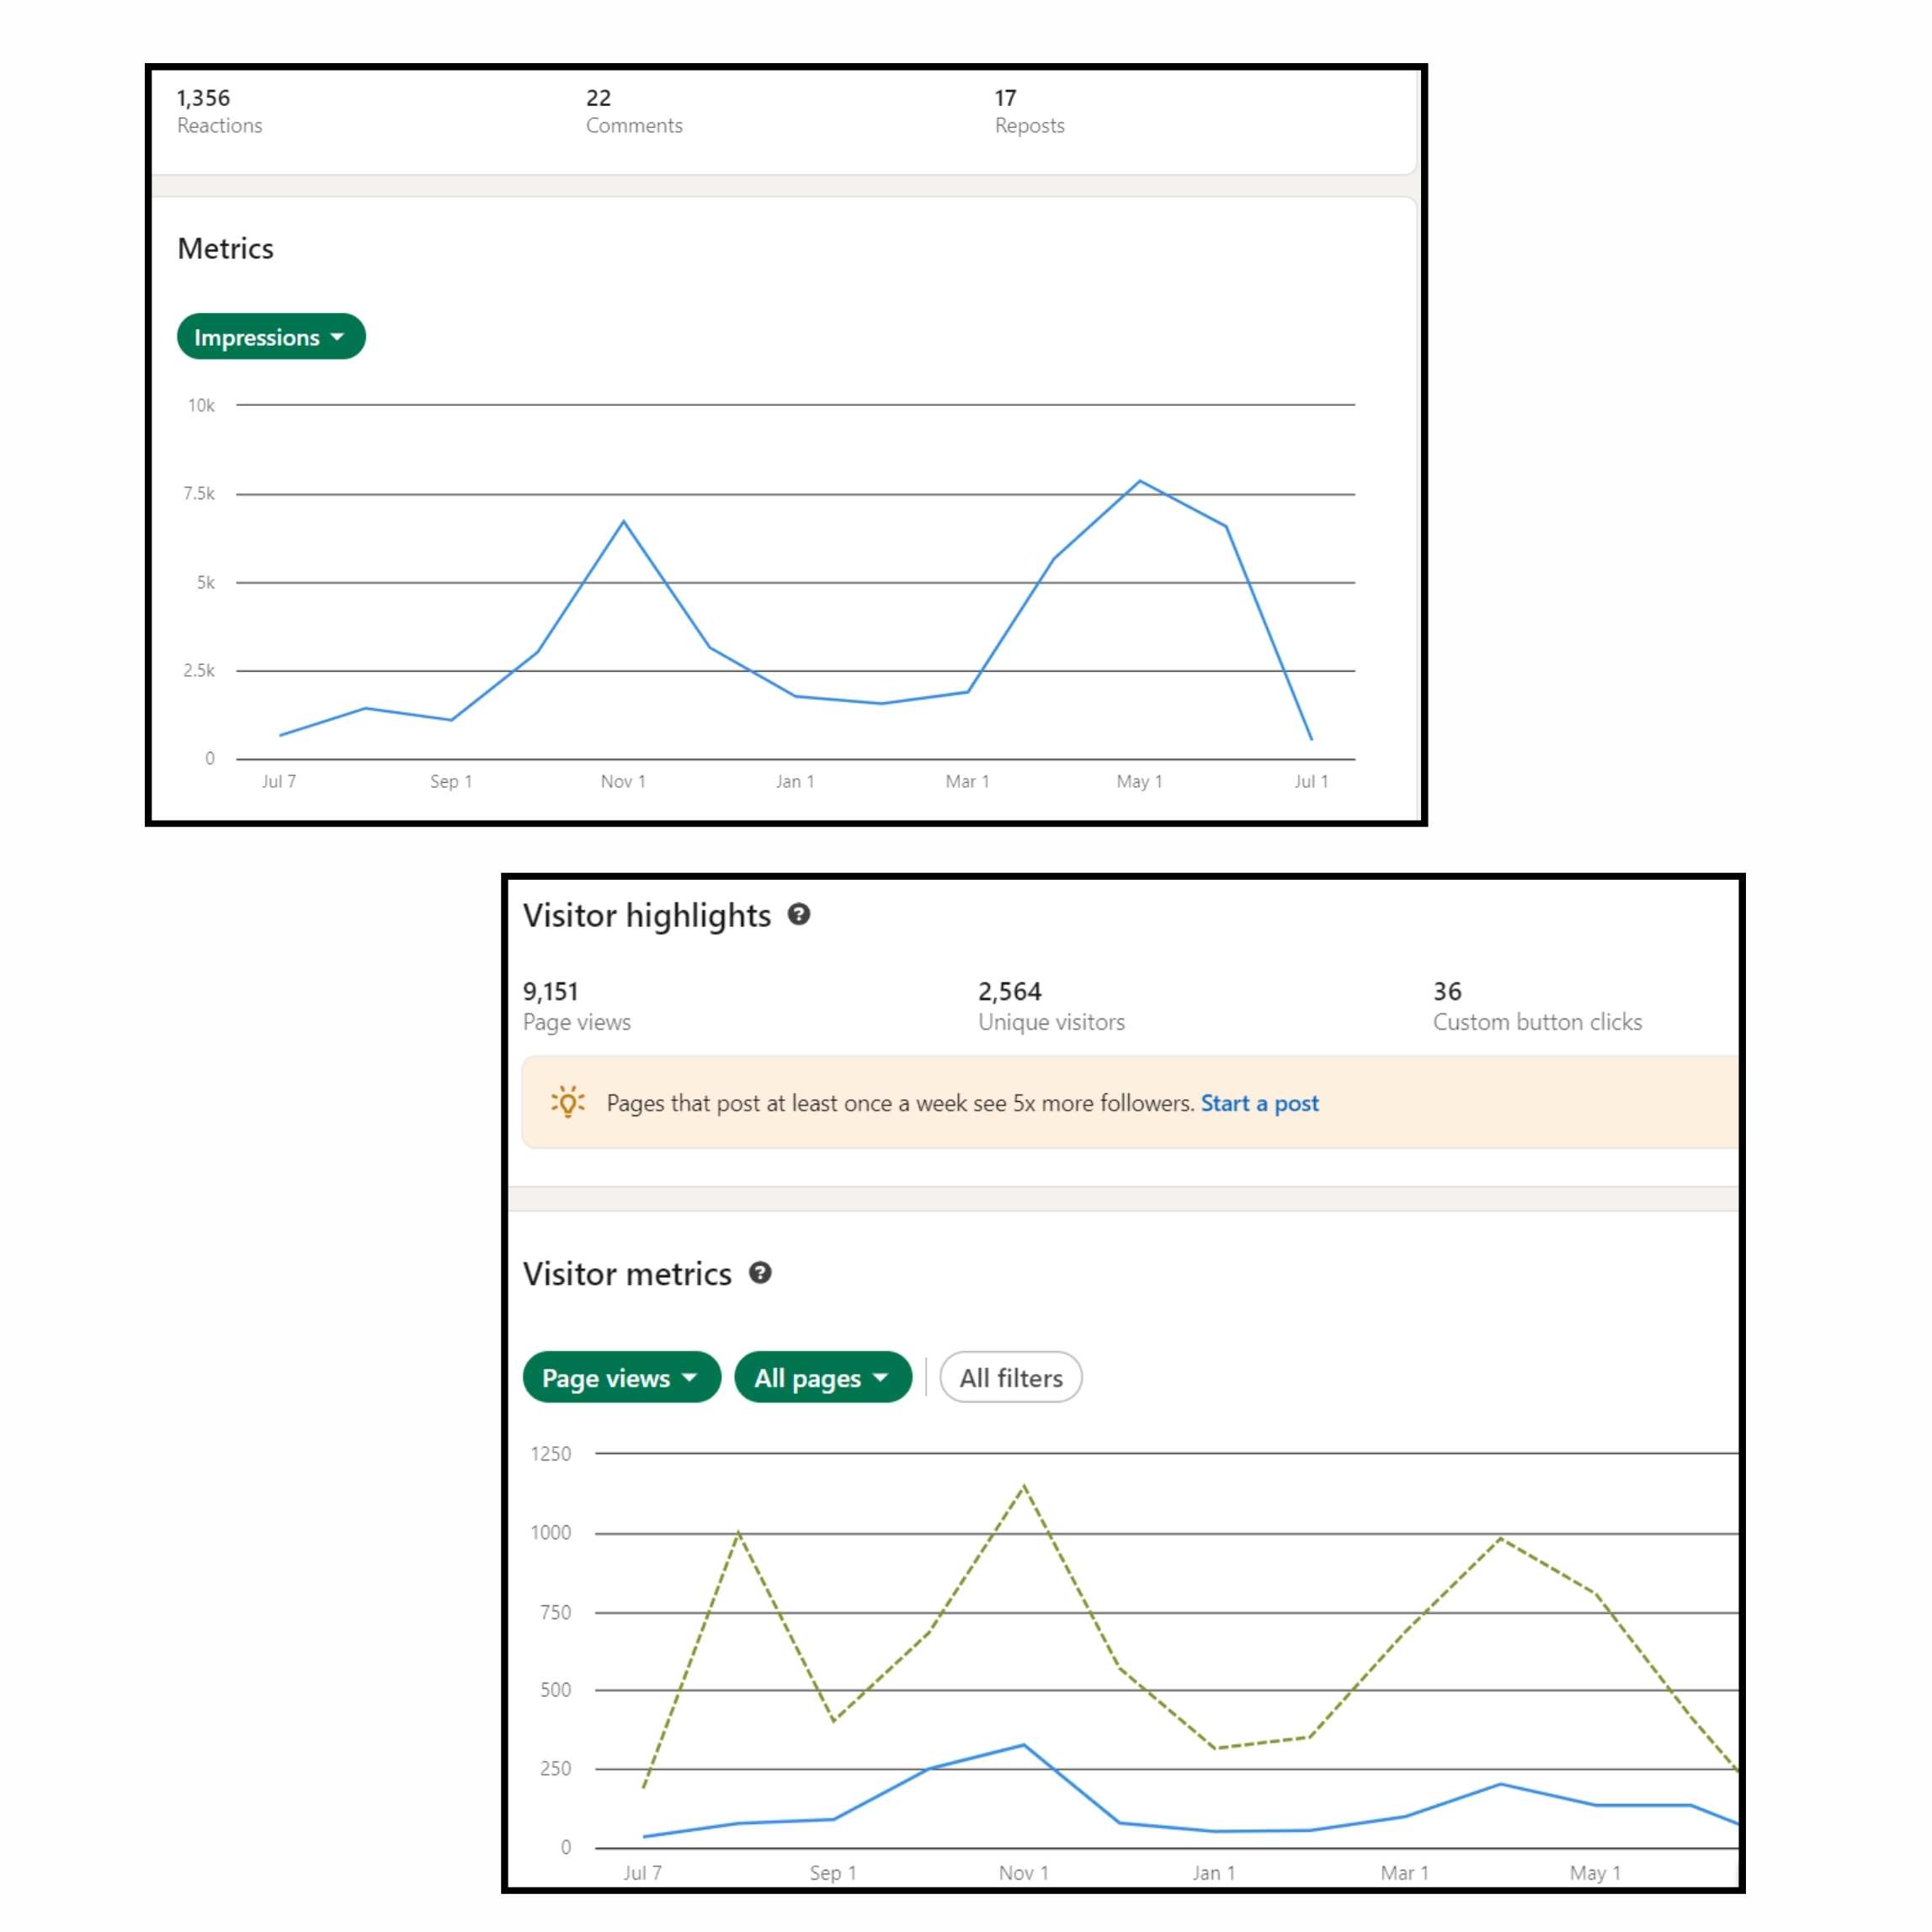 1,356 22 17
Reactions Comments Reposts
Metrics
Impressions
10k
7.5k
5k
2.5k
0
Jul 7 Sep 1 Nov 1 Jan 1 Mar 1 May 1 Jul 1
Visitor highlights ?
9,151 2,564 36
Page views Unique visitors Custom button clicks
Pages that post at least once a week see 5x more followers. Start a post
Visitor metrics ?
Page views All pages All filters
1250
1000
750
500
250
0
Jul 7 Sep 1 Nov 1 Jan 1 Mar 1 May 1